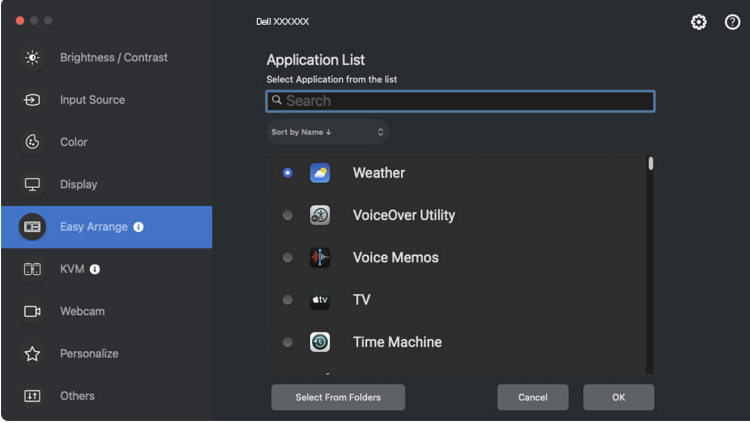 Dell XXXXXX
Brightness / Contrast
Input Source
Color
Display
Easy Arrange
KVM
Webcam
Personalize
Others
Application List
Select Application from the list
Search
Sort by Name ↓
Weather
VoiceOver Utility
Voice Memos
tv
TV
Time Machine
Select From Folders
Cancel
OK